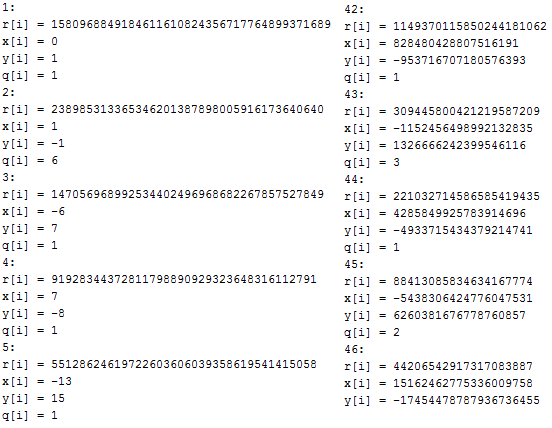 1:
r[i] = 1580968849184611610824356717764899371689
x[i] = 0
y[i] = 1
q[i] = 1
2:
r[i] = 238985313365346201387898005916173640640
x[i] = 1
y[i] = -1
q[i] = 6
3:
r[i] = 147056968992534402496968682267857527849
x[i] = -6
y[i] = 7
q[i] = 1
4:
r[i] = 91928344372811798890929323648316112791
x[i] = 7
y[i] = -8
q[i] = 1
5:
r[i] = 55128624619722603606039358619541415058
x[i] = -13
y[i] = 15
q[i] = 1
42:
r[i] = 1149370115850244181062
x[i] = 828480428807516191
y[i] = -953716707180576393
q[i] = 1
43:
r[i] = 309445800421219587209
x[i] = -1152456498992132835
y[i] = 1326666242399546116
q[i] = 3
44:
r[i] = 221032714586585419435
x[i] = 4285849925783914696
y[i] = -4933715434379214741
q[i] = 1
45:
r[i] = 88413085834634167774
x[i] = -5438306424776047531
y[i] = 6260381676778760857
q[i] = 2
46:
r[i] = 44206542917317083887
x[i] = 15162462775336009758
y[i] = -17454478787936736455